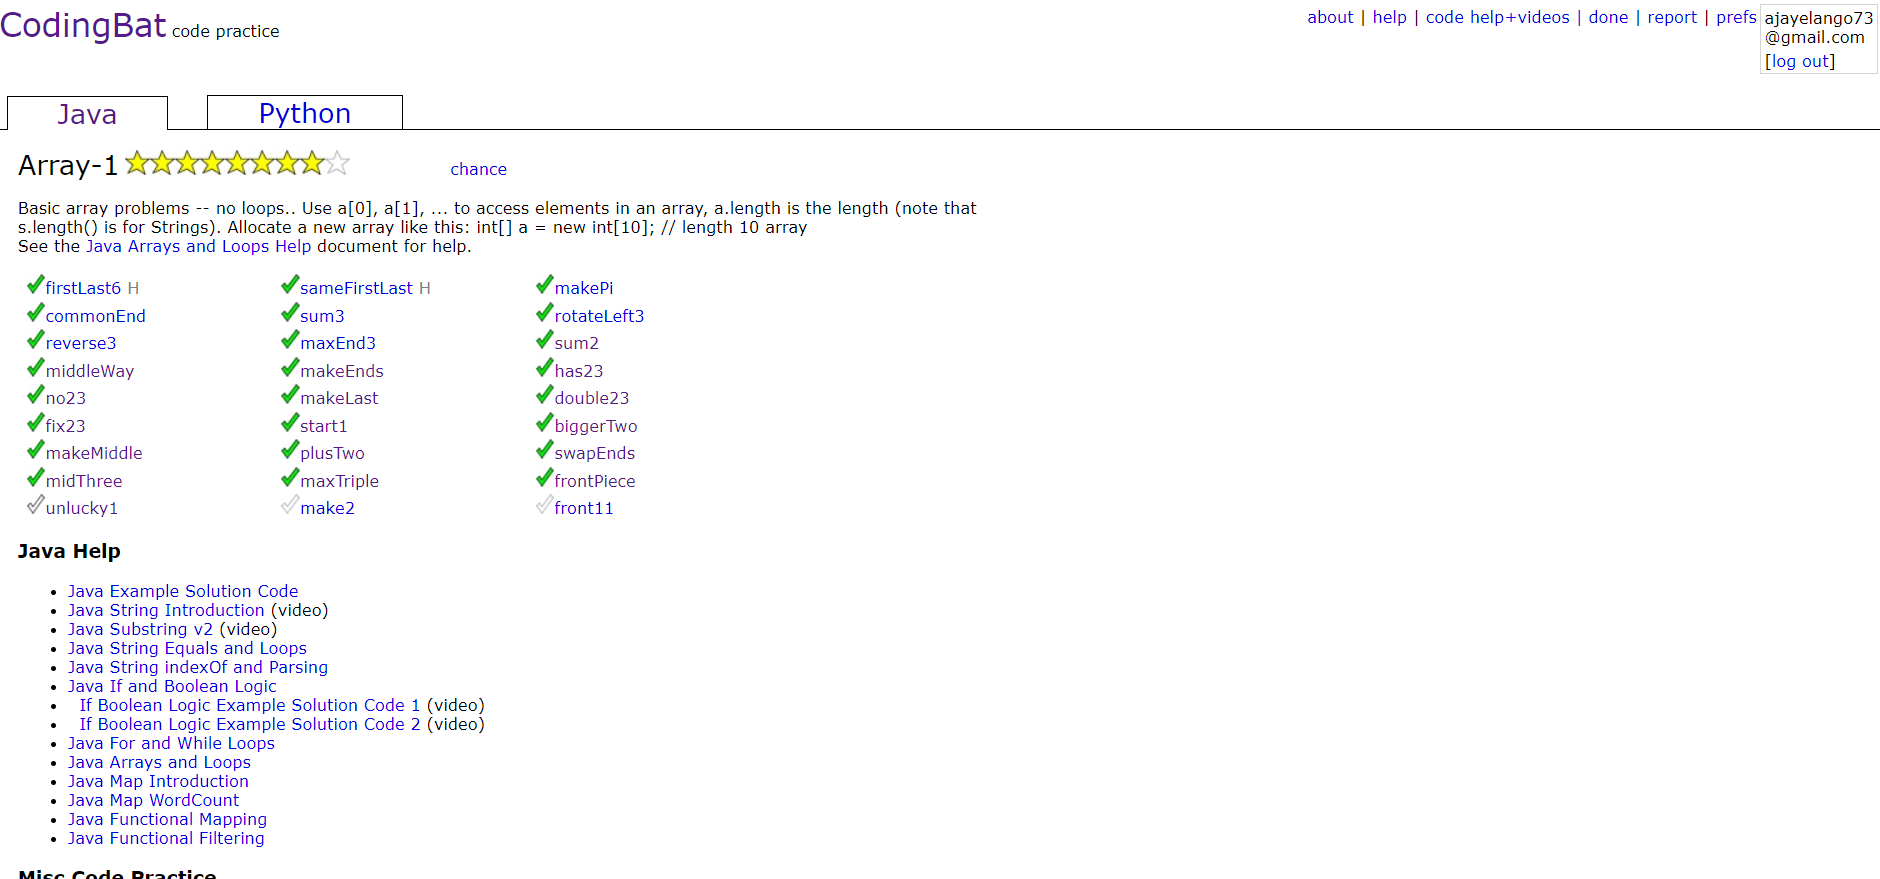 CodingBat code practice
about | help | code help+videos | done | report | prefs
ajayelango73
@gmail.com
[log out]
Java
Python
Array-1
chance
Basic array problems -- no loops.. Use a[0], a[1], ... to access elements in an array, a.length is the length (note that
s.length() is for Strings). Allocate a new array like this: int[] a = new int[10]; // length 10 array
See the Java Arrays and Loops Help document for help.
firstLast6 H sameFirstLast H makePi
commonEnd sum3 rotateLeft3
reverse3 maxEnd3 sum2
middleWay makeEnds has23
no23 makeLast double23
fix23 start1 biggerTwo
makeMiddle plusTwo swapEnds
midThree maxTriple frontPiece
unlucky1 make2 front11
Java Help
• Java Example Solution Code
• Java String Introduction (video)
• Java Substring v2 (video)
• Java String Equals and Loops
• Java String indexOf and Parsing
• Java If and Boolean Logic
• If Boolean Logic Example Solution Code 1 (video)
• If Boolean Logic Example Solution Code 2 (video)
• Java For and While Loops
• Java Arrays and Loops
• Java Map Introduction
• Java Map WordCount
• Java Functional Mapping
• Java Functional Filtering
Misc Code Practice